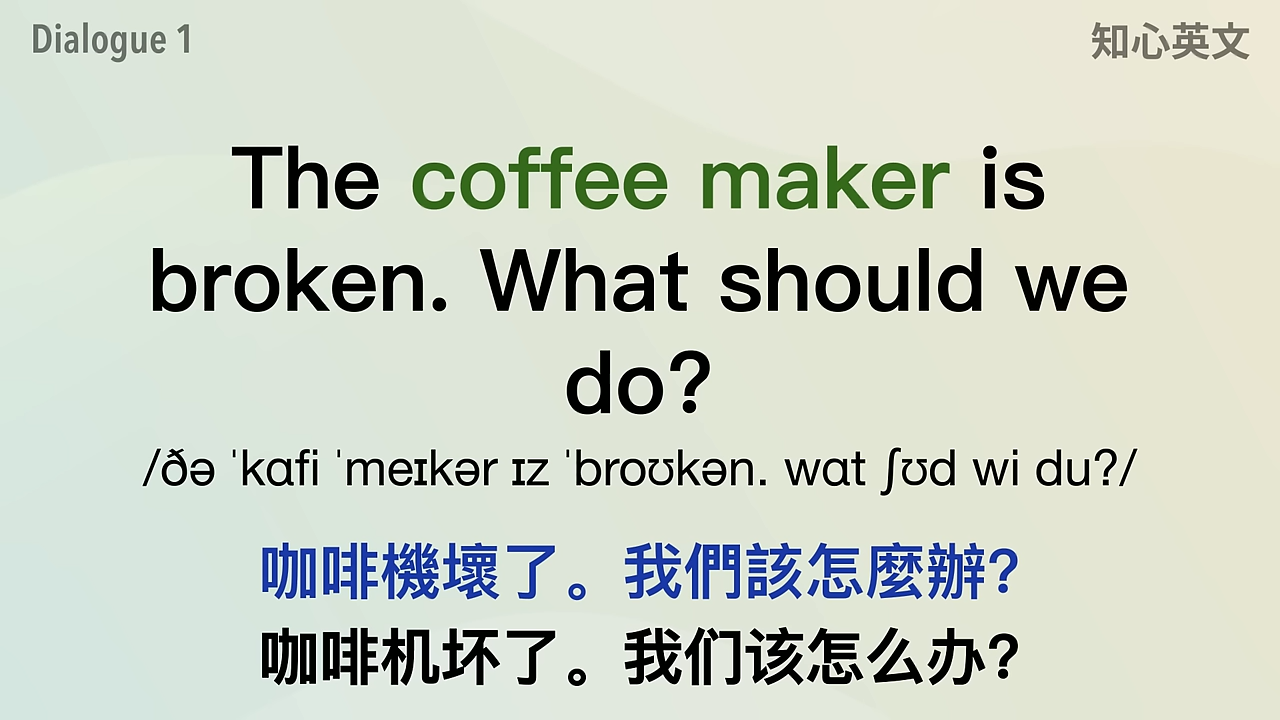 Dialogue 1
知心英文
The coffee maker is
broken. What should we
do?
/ðə ˈkɑfi ˈmeɪkər ɪz ˈbroʊkən. wɑt ʃʊd wi du?/
咖啡機壞了。我們該怎麼辦?
咖啡机坏了。我们该怎么办?